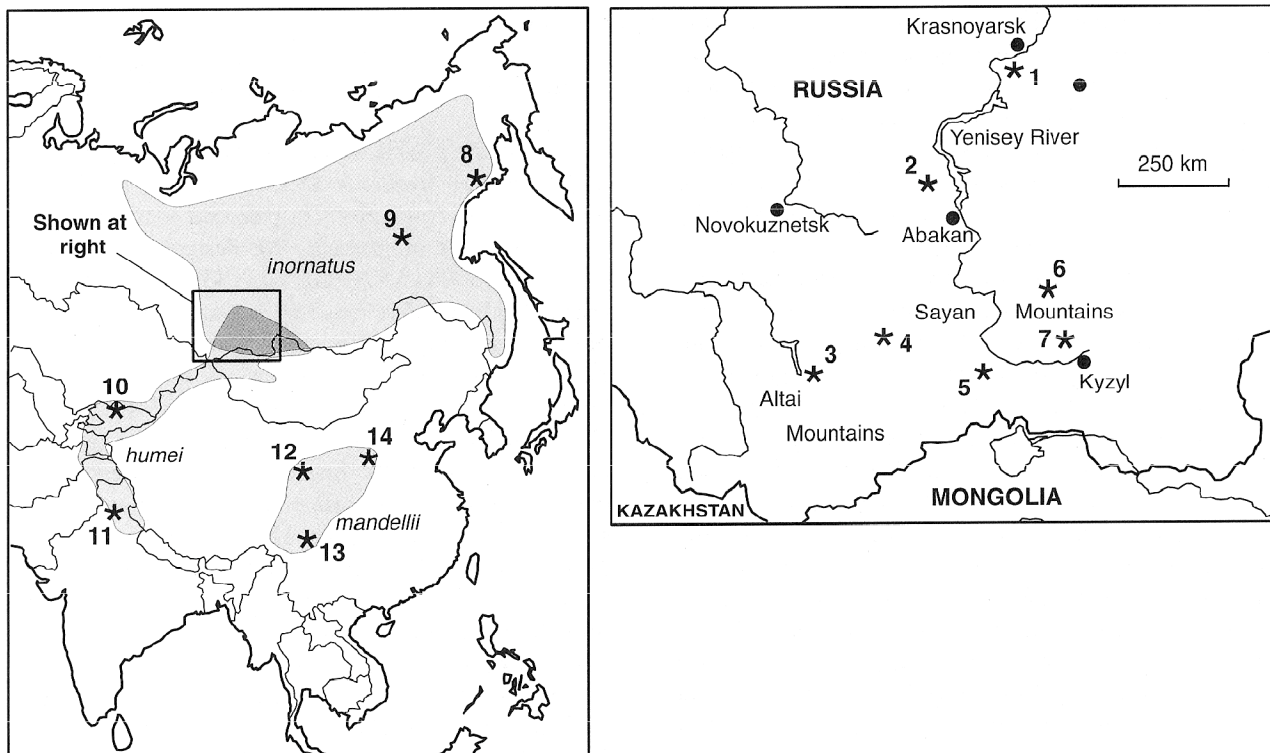 8
Shown at
right
9
inornatus
10
humei
12
14
mandellii
11
13
Krasnoyarsk
1
RUSSIA
Yenisey River
250 km
2
Novokuznetsk
Abakan
6
Sayan
Mountains
3
4
7
5
Kyzyl
Altai
Mountains
MONGOLIA
KAZAKHSTAN